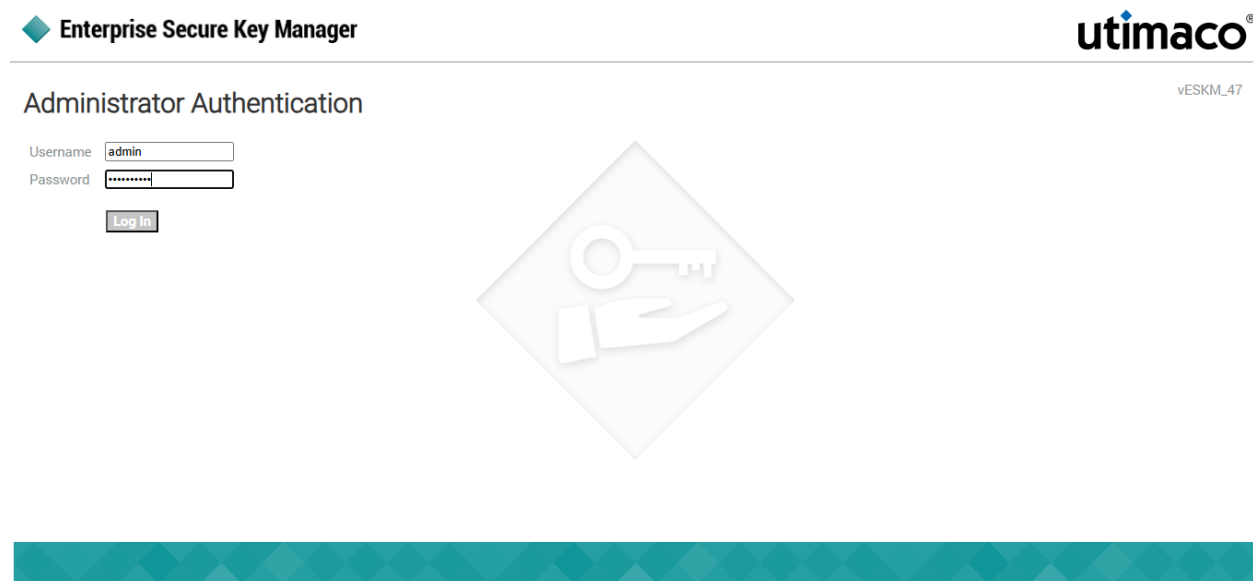 Enterprise Secure Key Manager
utimaco®
Administrator Authentication
vESKM_47
Username admin
Password ••••••••••
Log In